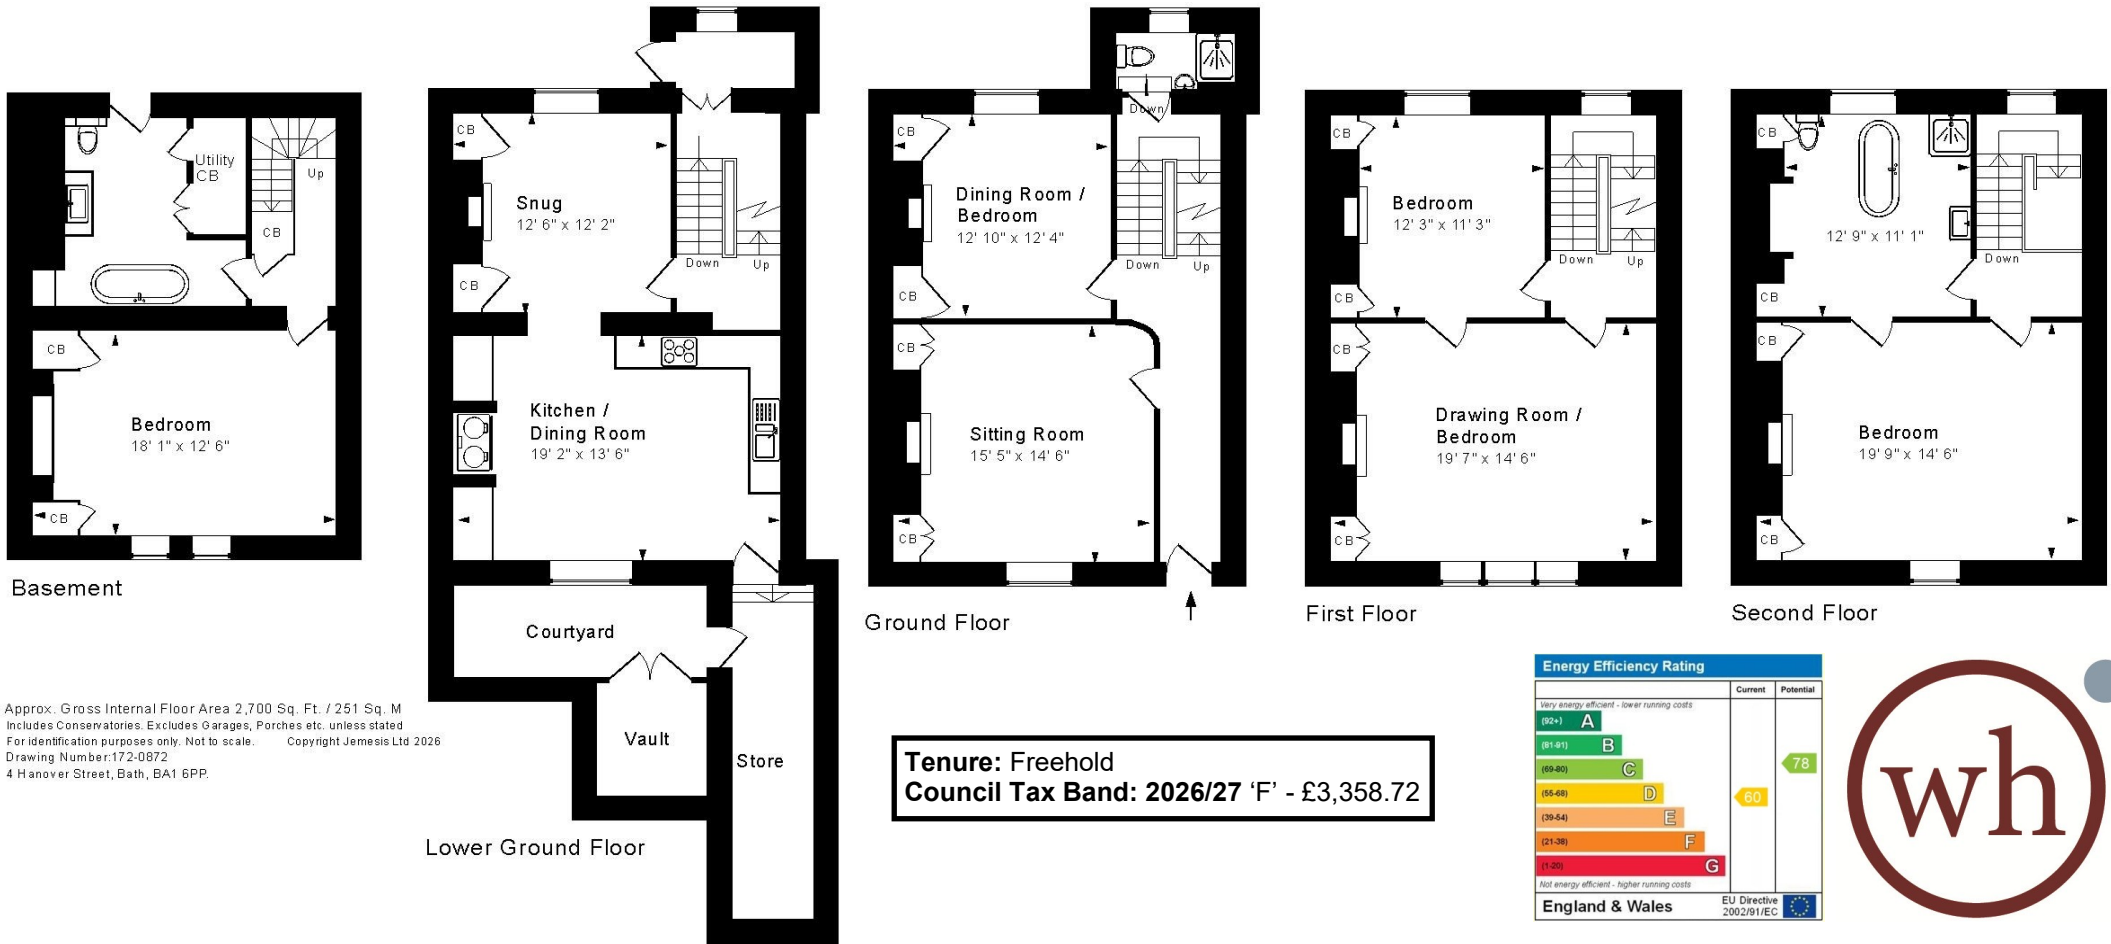 Utility
CB
Up
CB
CB
Bedroom
18' 1" x 12' 6"
CB
Basement
CB
Snug
12' 6" x 12' 2"
CB
Down
Up
Kitchen /
Dining Room
19' 2" x 13' 6"
Courtyard
Vault
Store
Lower Ground Floor
Down
CB
Dining Room /
Bedroom
12' 10" x 12' 4"
CB
Down
Up
CB
Sitting Room
15' 5" x 14' 6"
CB
Ground Floor
CB
Bedroom
12' 3" x 11' 3"
CB
Down
Up
CB
Drawing Room /
Bedroom
19' 7" x 14' 6"
CB
First Floor
CB
12' 9" x 11' 1"
CB
Down
CB
Bedroom
19' 9" x 14' 6"
CB
Second Floor
Approx. Gross Internal Floor Area 2,700 Sq. Ft. / 251 Sq. M
Includes Conservatories. Excludes Garages, Porches etc. unless stated
For identification purposes only. Not to scale. Copyright Jemesis Ltd 2026
Drawing Number:172-0872
4 Hanover Street, Bath, BA1 6PP.
Tenure: Freehold
Council Tax Band: 2026/27 ‘F’ - £3,358.72
Energy Efficiency Rating
Current Potential
Very energy efficient - lower running costs
(92+) A
(81-91) B
(69-80) C
78
(55-68) D
60
(39-54) E
(21-38) F
(1-20) G
Not energy efficient - higher running costs
England & Wales
EU Directive
2002/91/EC
wh